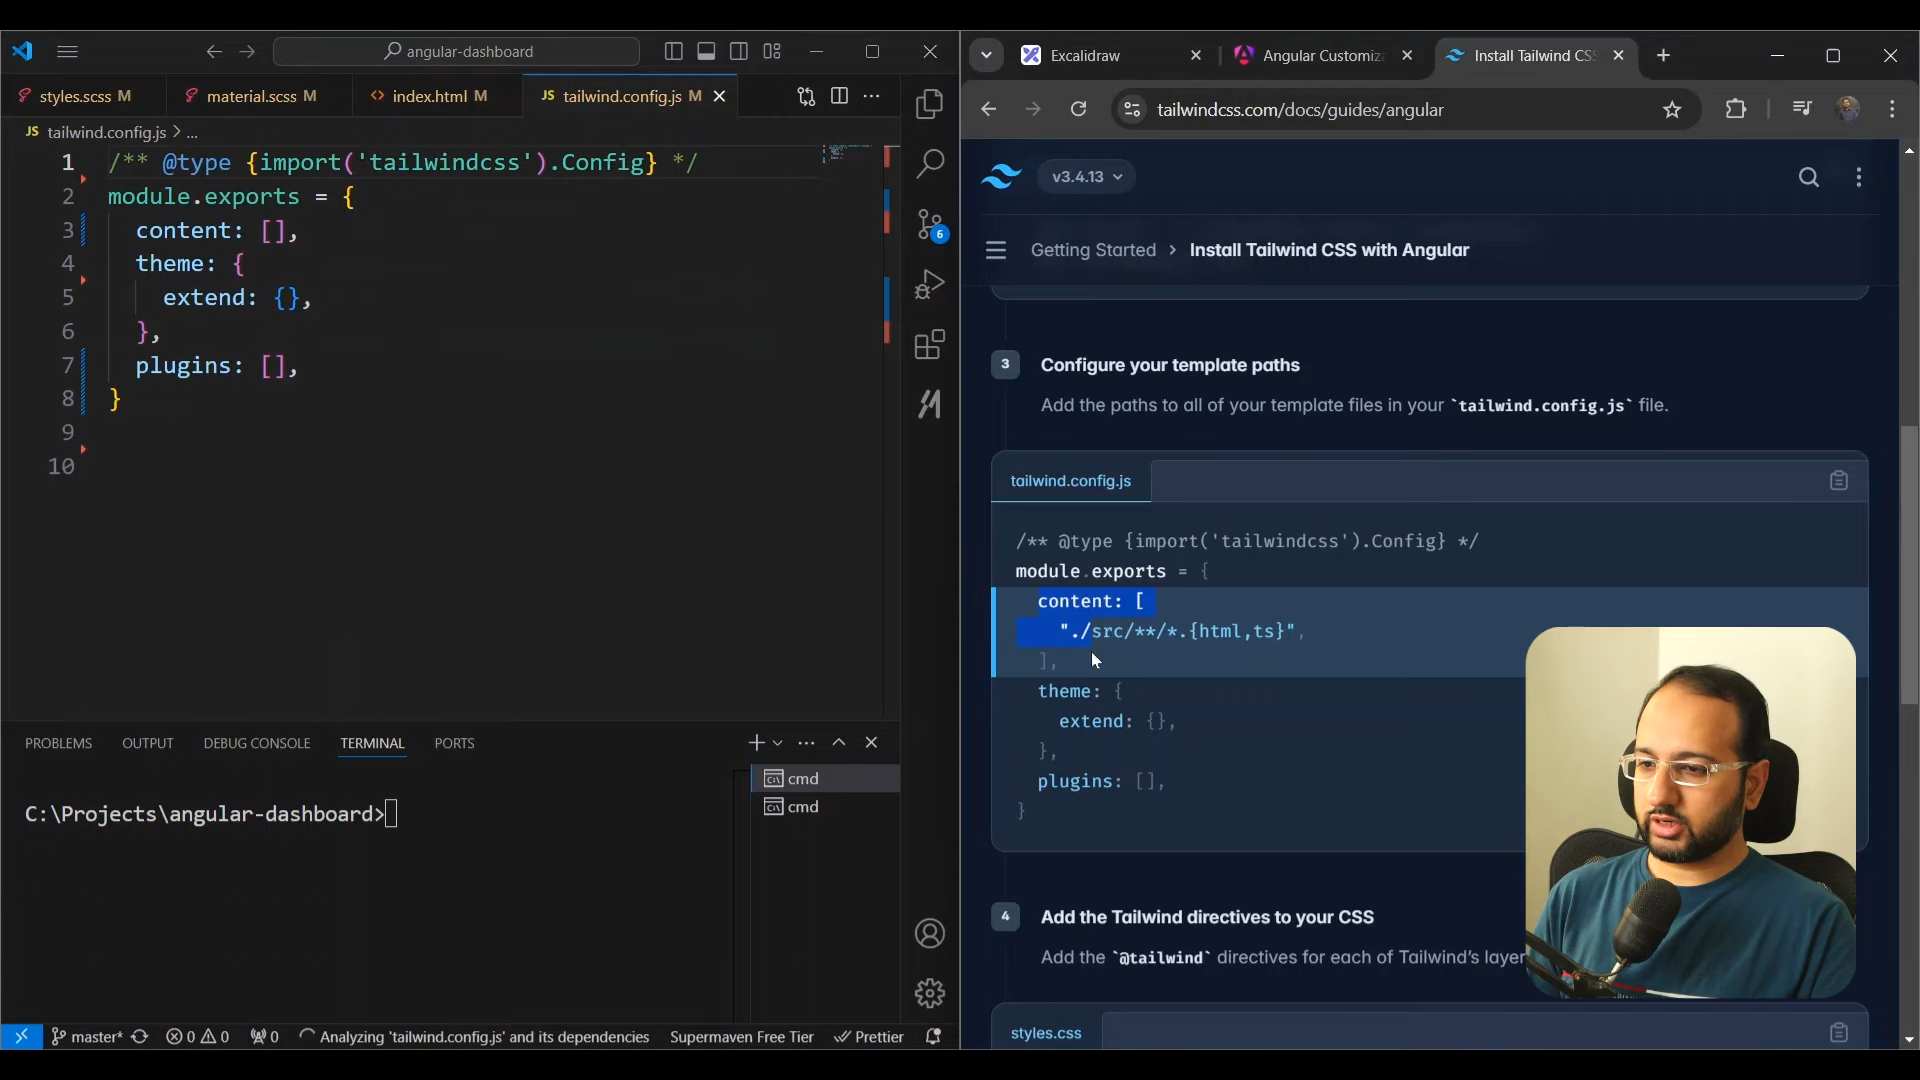 angular-dashboard
styles.scss M
material.scss M
<> index.html M
JS tailwind.config.js M
JS tailwind.config.js > ...
1 /** @type {import('tailwindcss').Config} */
2 module.exports = {
3 content: [],
4 theme: {
5 extend: {},
6 },
7 plugins: [],
8 }
9
10
6
PROBLEMS OUTPUT DEBUG CONSOLE TERMINAL PORTS
cmd
cmd
C:\Projects\angular-dashboard>
master* 0 0 0 Analyzing 'tailwind.config.js' and its dependencies Supermaven Free Tier Prettier
Excalidraw
Angular Customiz
Install Tailwind CSS
tailwindcss.com/docs/guides/angular
v3.4.13
Getting Started > Install Tailwind CSS with Angular
3 Configure your template paths
Add the paths to all of your template files in your `tailwind.config.js` file.
tailwind.config.js
/** @type {import('tailwindcss').Config} */
module.exports = {
content: [
"./src/**/*.{html,ts}",
],
theme: {
extend: {},
},
plugins: [],
}
4 Add the Tailwind directives to your CSS
Add the `@tailwind` directives for each of Tailwind's layer
styles.css